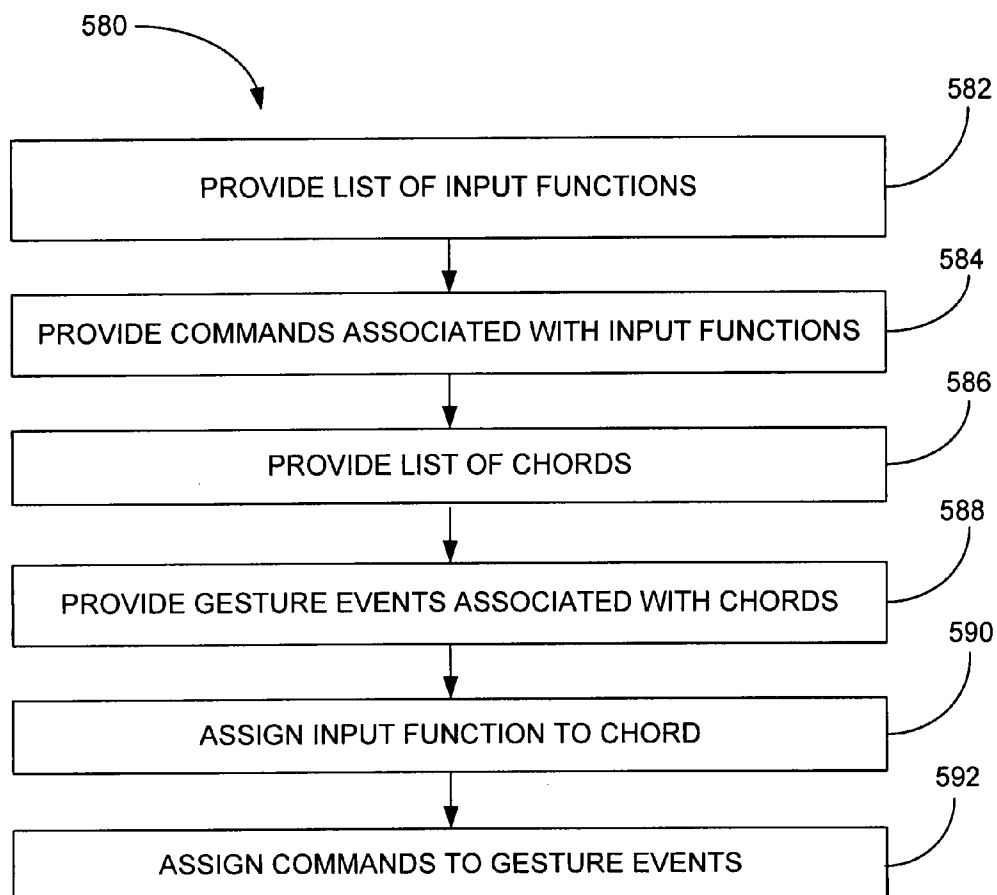 580
582
PROVIDE LIST OF INPUT FUNCTIONS
584
PROVIDE COMMANDS ASSOCIATED WITH INPUT FUNCTIONS
586
PROVIDE LIST OF CHORDS
588
PROVIDE GESTURE EVENTS ASSOCIATED WITH CHORDS
590
ASSIGN INPUT FUNCTION TO CHORD
592
ASSIGN COMMANDS TO GESTURE EVENTS